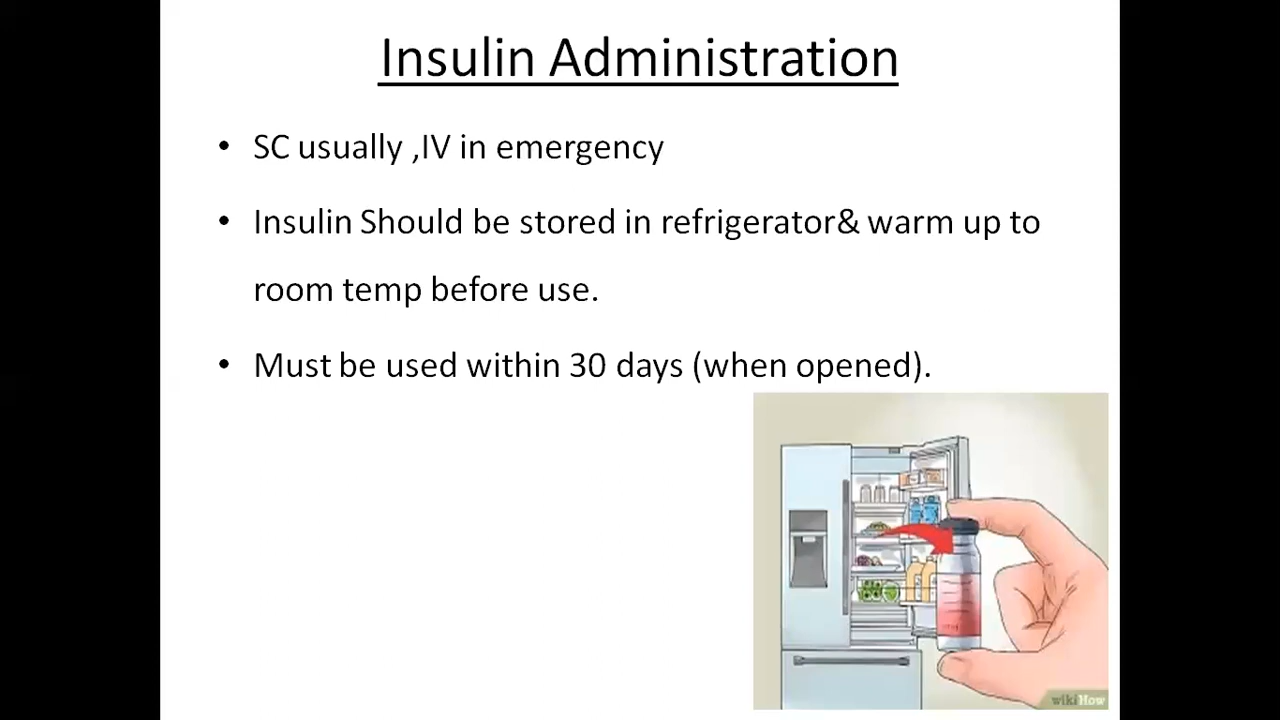 Insulin Administration
• SC usually ,IV in emergency
• Insulin Should be stored in refrigerator& warm up to
room temp before use.
• Must be used within 30 days (when opened).
wikiHow